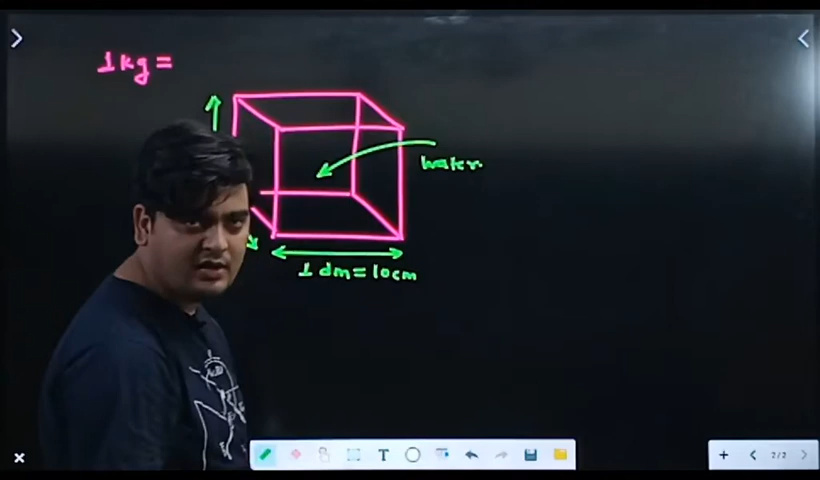 1kg =
water
1 dm = 10cm
T
2/2